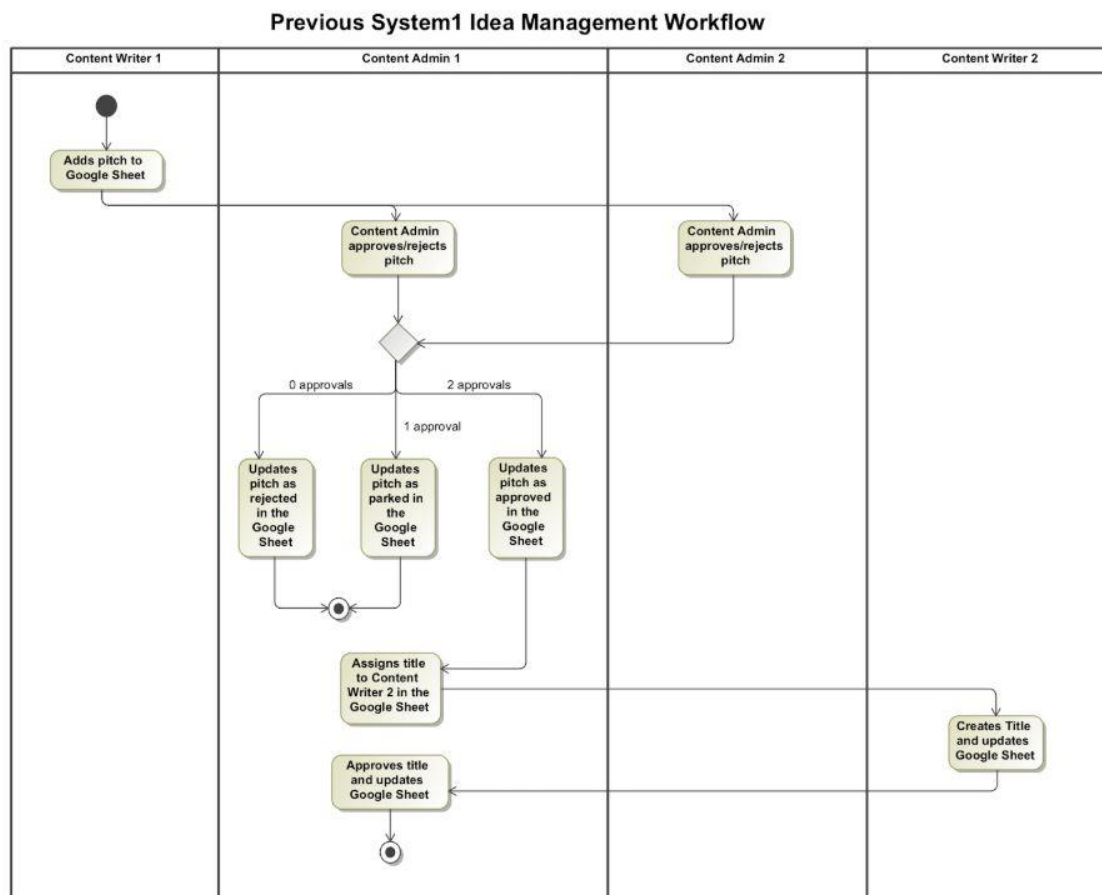 Previous System1 Idea Management Workflow
Content Writer 1
Content Admin 1
Content Admin 2
Content Writer 2
Adds pitch to
Google Sheet
Content Admin
approves/rejects
pitch
Content Admin
approves/rejects
pitch
0 approvals
2 approvals
1 approval
Updates
pitch as
rejected
in the
Google
Sheet
Updates
pitch as
parked in
the
Google
Sheet
Updates
pitch as
approved
in the
Google
Sheet
Assigns title
to Content
Writer 2 in the
Google Sheet
Creates Title
and updates
Google Sheet
Approves title
and updates
Google Sheet